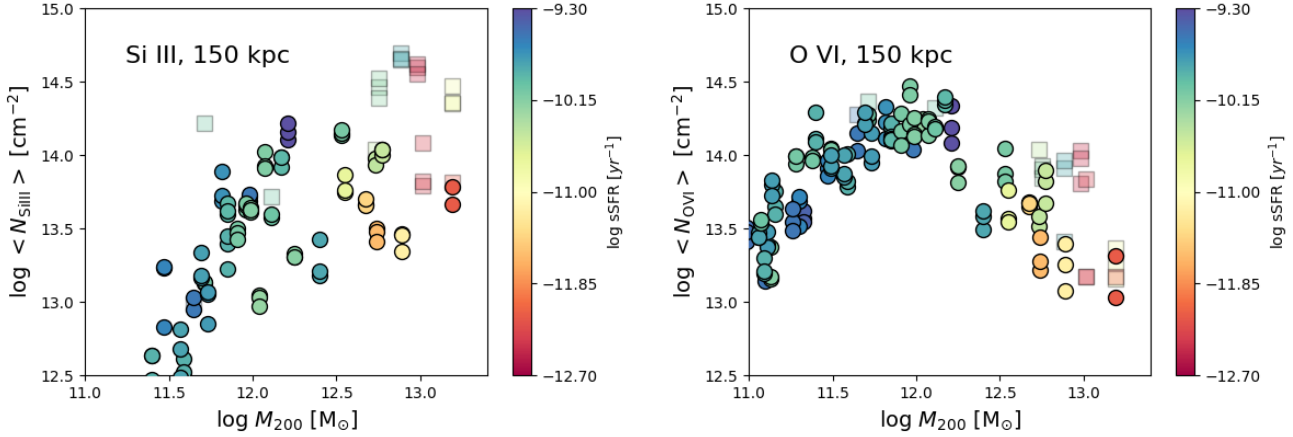 Si III, 150 kpc
log < N_SiIII > [cm⁻²]
15.0
14.5
14.0
13.5
13.0
12.5
11.0 11.5 12.0 12.5 13.0
log M₂₀₀ [M_⊙]
−9.30
−10.15
−11.00
−11.85
−12.70
log sSFR [yr⁻¹]
O VI, 150 kpc
log < N_OVI > [cm⁻²]
15.0
14.5
14.0
13.5
13.0
12.5
11.0 11.5 12.0 12.5 13.0
log M₂₀₀ [M_⊙]
−9.30
−10.15
−11.00
−11.85
−12.70
log sSFR [yr⁻¹]